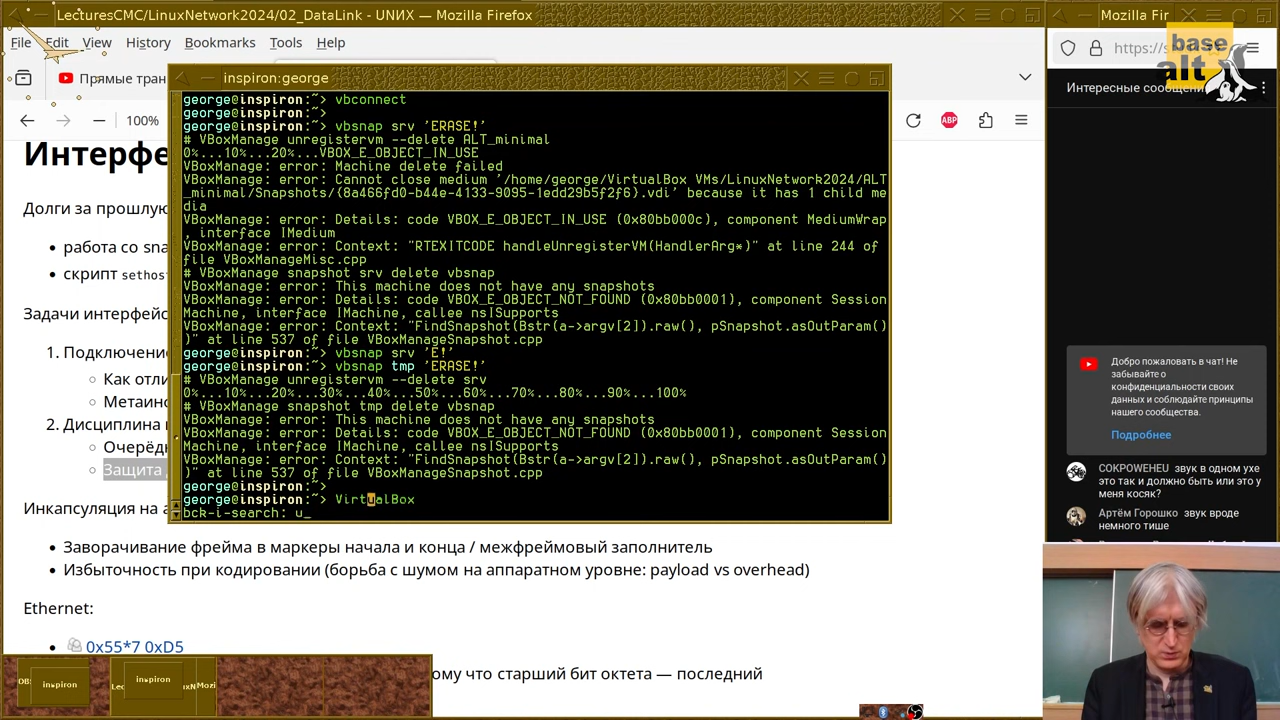 LecturesCMC/LinuxNetwork2024/02_DataLink - UNИX — Mozilla Firefox
Mozilla Fir
File Edit View History Bookmarks Tools Help
https://s
base
alt
Прямые тран
inspiron:george
Интересные сообщени
100%
ABP
Интерфе
Долги за прошлую
работа со sna
скрипт sethos
Задачи интерфейс
1. Подключение
Как отли
Метаинф
2. Дисциплина
Очерёдн
Защита
Инкапсуляция на а
george@inspiron:~> vbconnect
george@inspiron:~>
george@inspiron:~> vbsnap srv 'ERASE!'
# VBoxManage unregistervm --delete ALT_minimal
0%...10%...20%...VBOX_E_OBJECT_IN_USE
VBoxManage: error: Machine delete failed
VBoxManage: error: Cannot close medium '/home/george/VirtualBox VMs/LinuxNetwork2024/ALT
_minimal/Snapshots/{8a466fd0-b44e-4133-9095-1edd29b5f2f6}.vdi' because it has 1 child me
dia
VBoxManage: error: Details: code VBOX_E_OBJECT_IN_USE (0x80bb000c), component MediumWrap
, interface IMedium
VBoxManage: error: Context: "RTEXITCODE handleUnregisterVM(HandlerArg*)" at line 244 of
file VBoxManageMisc.cpp
# VBoxManage snapshot srv delete vbsnap
VBoxManage: error: This machine does not have any snapshots
VBoxManage: error: Details: code VBOX_E_OBJECT_NOT_FOUND (0x80bb0001), component Session
Machine, interface IMachine, callee nsISupports
VBoxManage: error: Context: "FindSnapshot(Bstr(a->argv[2]).raw(), pSnapshot.asOutParam()
)" at line 537 of file VBoxManageSnapshot.cpp
george@inspiron:~> vbsnap srv 'E!'
george@inspiron:~> vbsnap tmp 'ERASE!'
# VBoxManage unregistervm --delete srv
0%...10%...20%...30%...40%...50%...60%...70%...80%...90%...100%
# VBoxManage snapshot tmp delete vbsnap
VBoxManage: error: This machine does not have any snapshots
VBoxManage: error: Details: code VBOX_E_OBJECT_NOT_FOUND (0x80bb0001), component Session
Machine, interface IMachine, callee nsISupports
VBoxManage: error: Context: "FindSnapshot(Bstr(a->argv[2]).raw(), pSnapshot.asOutParam()
)" at line 537 of file VBoxManageSnapshot.cpp
george@inspiron:~>
george@inspiron:~> VirtualBox
bck-i-search: u_
Заворачивание фрейма в маркеры начала и конца / межфреймовый заполнитель
Избыточность при кодировании (борьба с шумом на аппаратном уровне: payload vs overhead)
Ethernet:
0x55*7 0xD5
ому что старший бит октета — последний
inspiron
inspiron
Mozi
Добро пожаловать в чат! Не
забывайте о
конфиденциальности своих
данных и соблюдайте принципы
нашего сообщества.
Подробнее
COKPOWEHEU звук в одном ухе
это так и должно быть или это у
меня косяк?
Артём Горошко звук вроде
немного тише